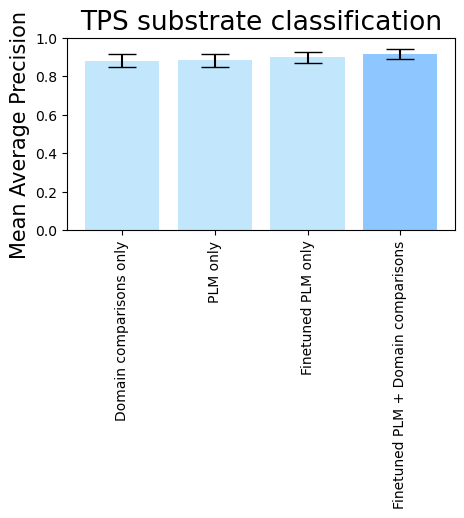 TPS substrate classification
Mean Average Precision
1.0
0.8
0.6
0.4
0.2
0.0
Domain comparisons only
PLM only
Finetuned PLM only
Finetuned PLM + Domain comparisons